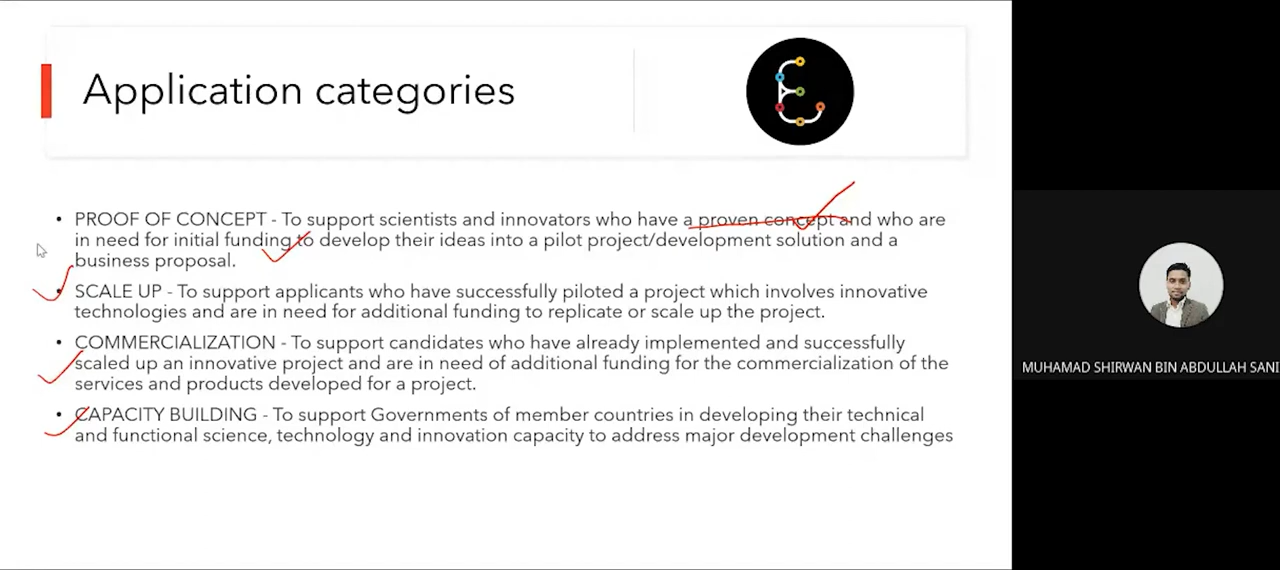 Application categories
• PROOF OF CONCEPT - To support scientists and innovators who have a proven concept and who are
in need for initial funding to develop their ideas into a pilot project/development solution and a
business proposal.
• SCALE UP - To support applicants who have successfully piloted a project which involves innovative
technologies and are in need for additional funding to replicate or scale up the project.
• COMMERCIALIZATION - To support candidates who have already implemented and successfully
scaled up an innovative project and are in need of additional funding for the commercialization of the
services and products developed for a project.
• CAPACITY BUILDING - To support Governments of member countries in developing their technical
and functional science, technology and innovation capacity to address major development challenges
MUHAMAD SHIRWAN BIN ABDULLAH SANI